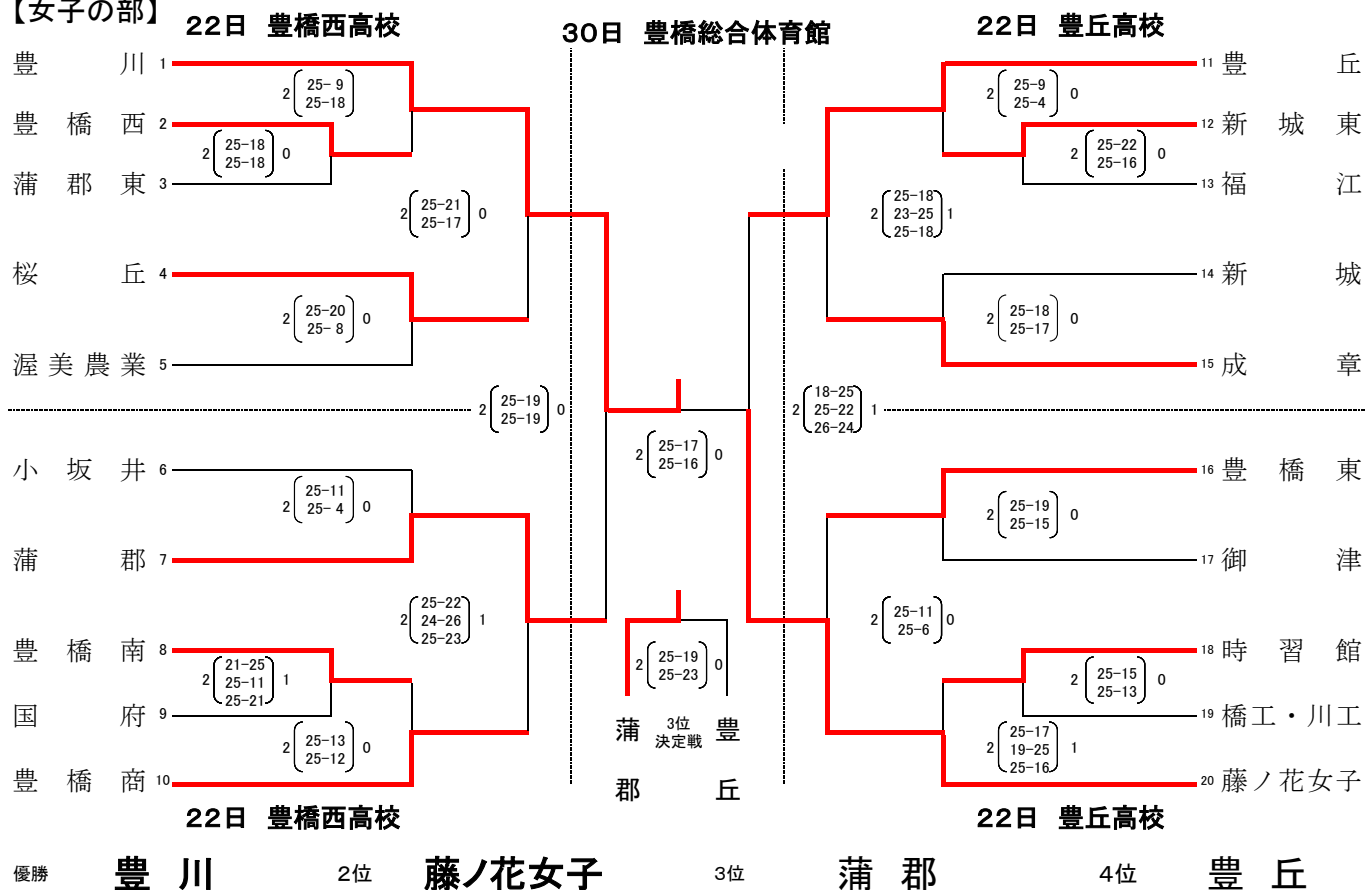 【女子の部】
22日 豊橋西高校
30日 豊橋総合体育館
22日 豊丘高校
豊川 1
2 25-9 25-18
豊橋西 2
2 25-18 25-18 0
蒲郡東 3
2 25-21 25-17 0
桜丘 4
2 25-20 25-8 0
渥美農業 5
2 25-19 25-19 0
小坂井 6
2 25-11 25-4 0
蒲郡 7
2 25-22 24-26 25-23 1
豊橋南 8
2 21-25 25-11 25-21 1
国府 9
2 25-13 25-12 0
豊橋商 10
22日 豊橋西高校
2 25-17 25-16 0
2 25-19 25-23 0
蒲郡 3位決定戦 豊丘
11 豊丘
2 25-9 25-4 0
12 新城東
2 25-22 25-16 0
13 福江
2 25-18 23-25 25-18 1
14 新城
2 25-18 25-17 0
15 成章
2 18-25 25-22 26-24 1
16 豊橋東
2 25-19 25-15 0
17 御津
2 25-11 25-6 0
18 時習館
2 25-15 25-13 0
19 橋工・川工
2 25-17 19-25 25-16 1
20 藤ノ花女子
22日 豊丘高校
優勝 豊川 2位 藤ノ花女子 3位 蒲郡 4位 豊丘